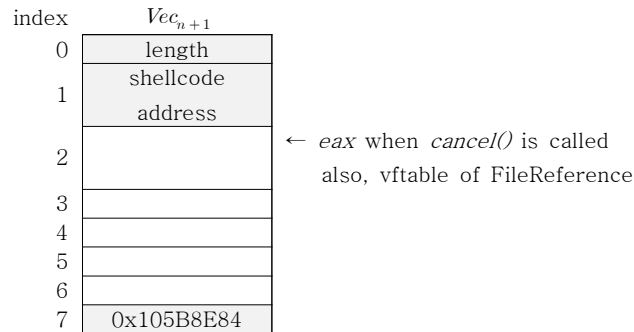 index Vec n+1
0 length
1 shellcode
address
← eax when cancel() is called
2
also, vftable of FileReference
3
4
5
6
7 0x105B8E84